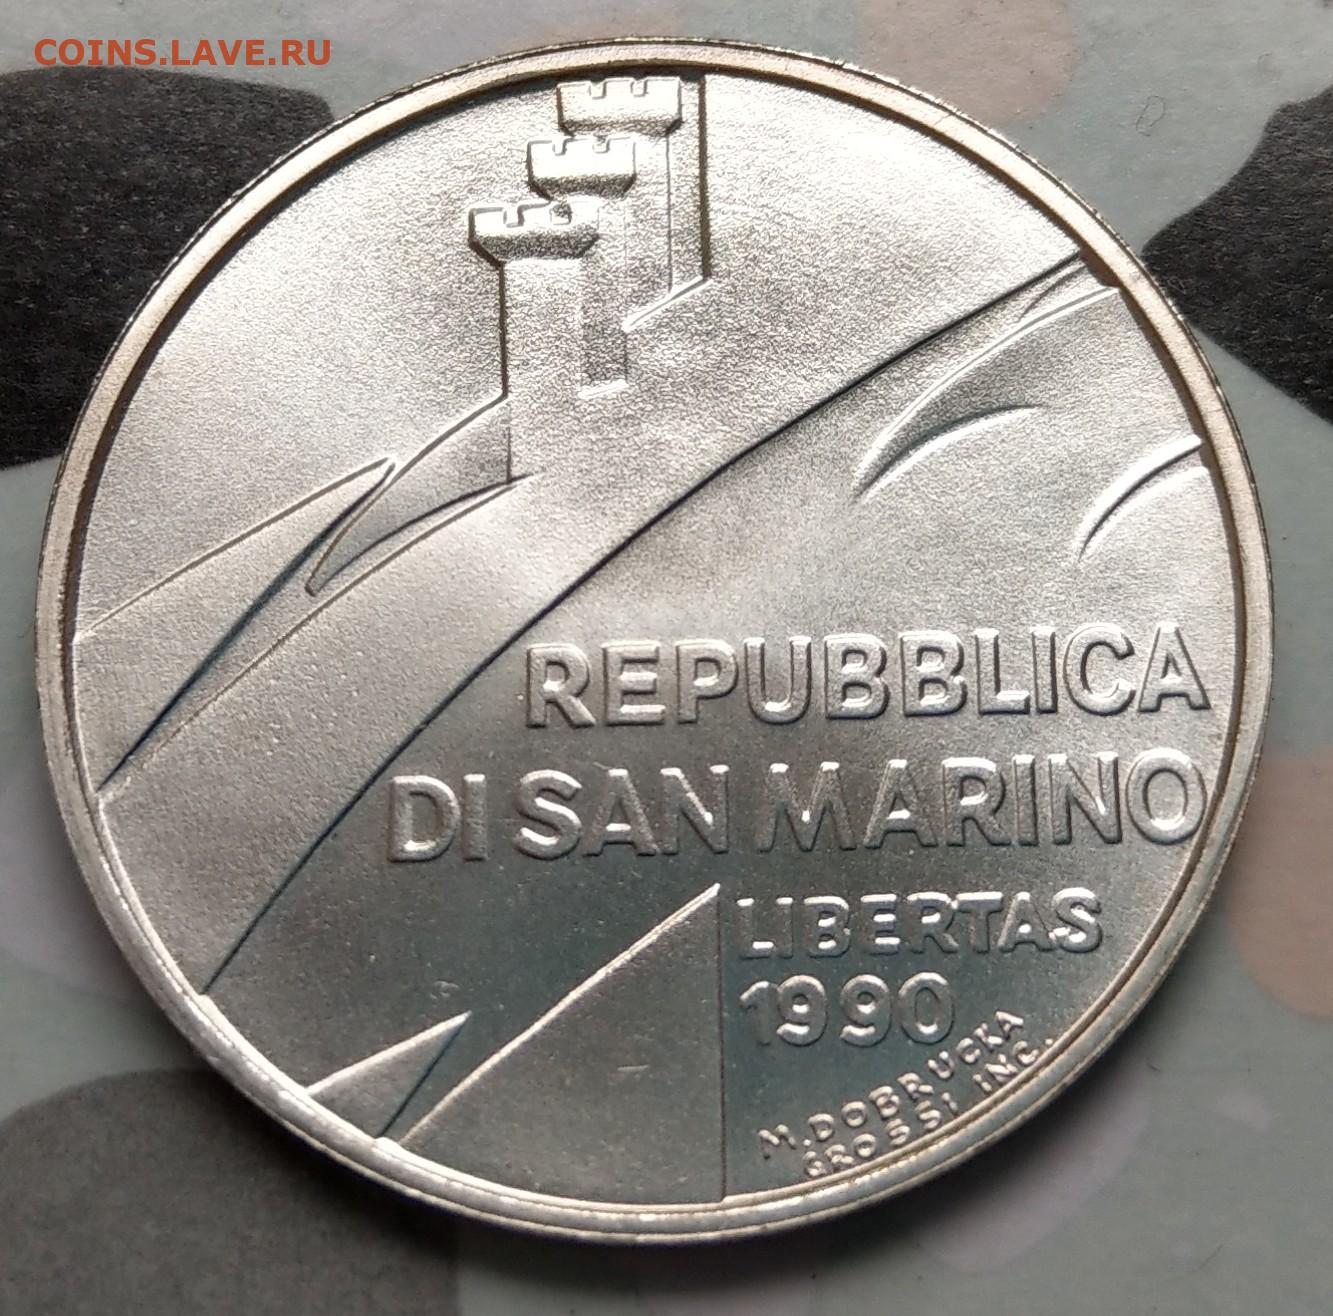 COINS.LAVE.RU
REPUBBLICA
DI SAN MARINO
LIBERTAS
1990
M. DOBRUCKA
GROSSI INC.